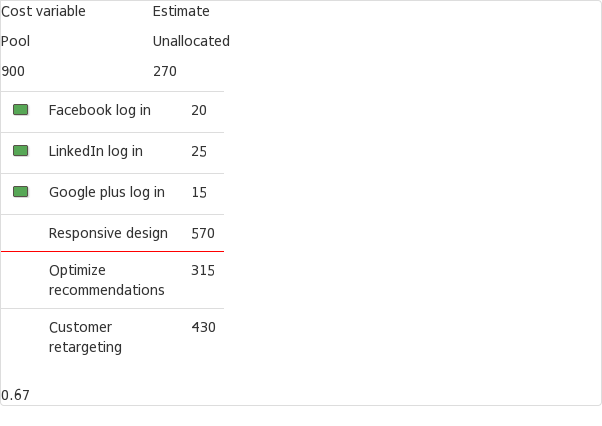 Cost variable Estimate
Pool Unallocated
900 270
Facebook log in 20
LinkedIn log in 25
Google plus log in 15
Responsive design 570
Optimize 315
recommendations
Customer 430
retargeting
0.67